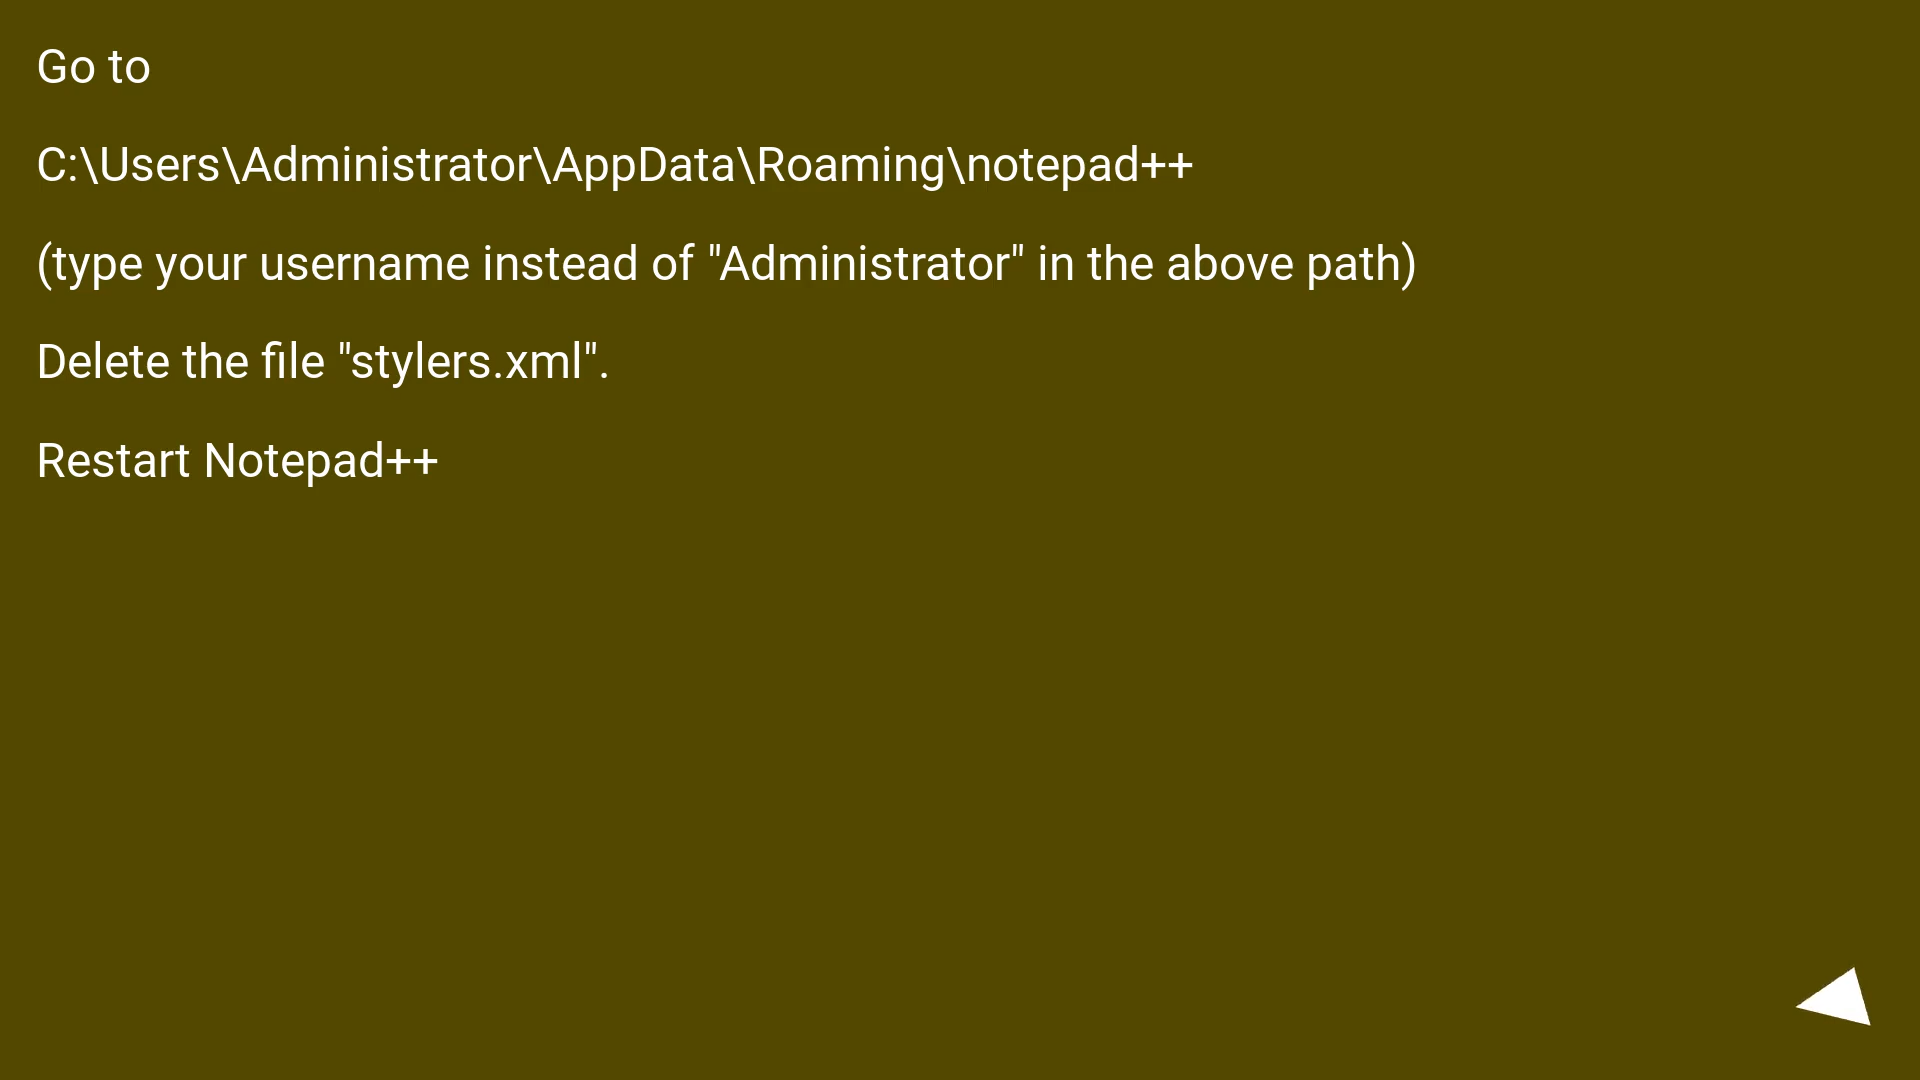 Go to
C:\Users\Administrator\AppData\Roaming\notepad++
(type your username instead of "Administrator" in the above path)
Delete the file "stylers.xml".
Restart Notepad++